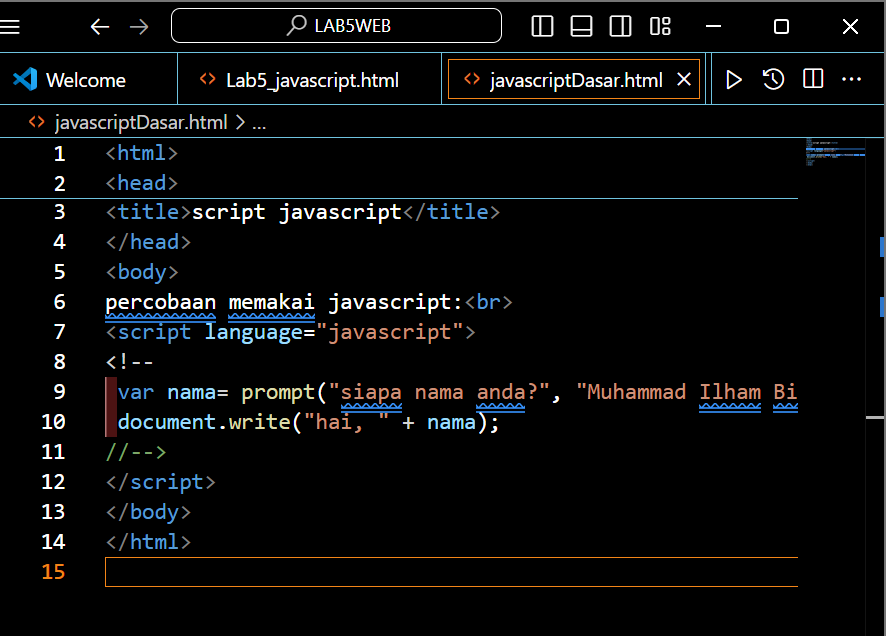 LAB5WEB
Welcome
Lab5_javascript.html
javascriptDasar.html
javascriptDasar.html > ...
1 <html>
2 <head>
3 <title>script javascript</title>
4 </head>
5 <body>
6 percobaan memakai javascript:<br>
7 <script language="javascript">
8 <!--
9 var nama= prompt("siapa nama anda?", "Muhammad Ilham Bi
10 document.write("hai, " + nama);
11 //-->
12 </script>
13 </body>
14 </html>
15